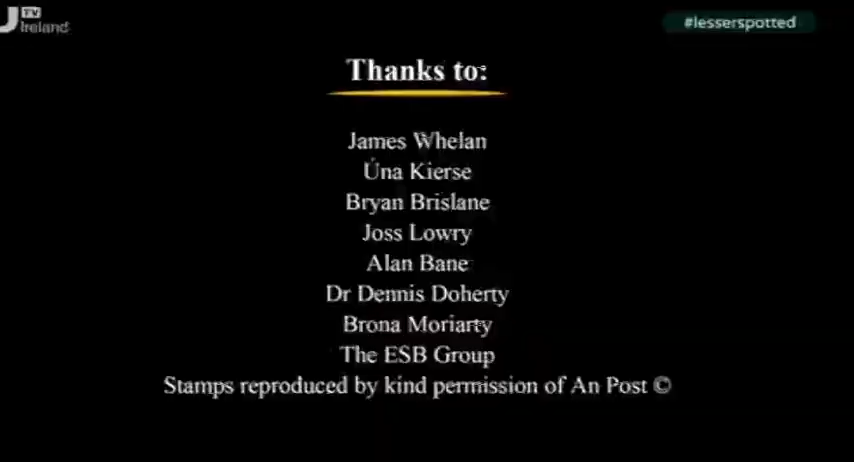 UTV
Ireland
#lesserspotted
Thanks to:
James Whelan
Úna Kierse
Bryan Brislane
Joss Lowry
Alan Bane
Dr Dennis Doherty
Brona Moriarty
The ESB Group
Stamps reproduced by kind permission of An Post ©